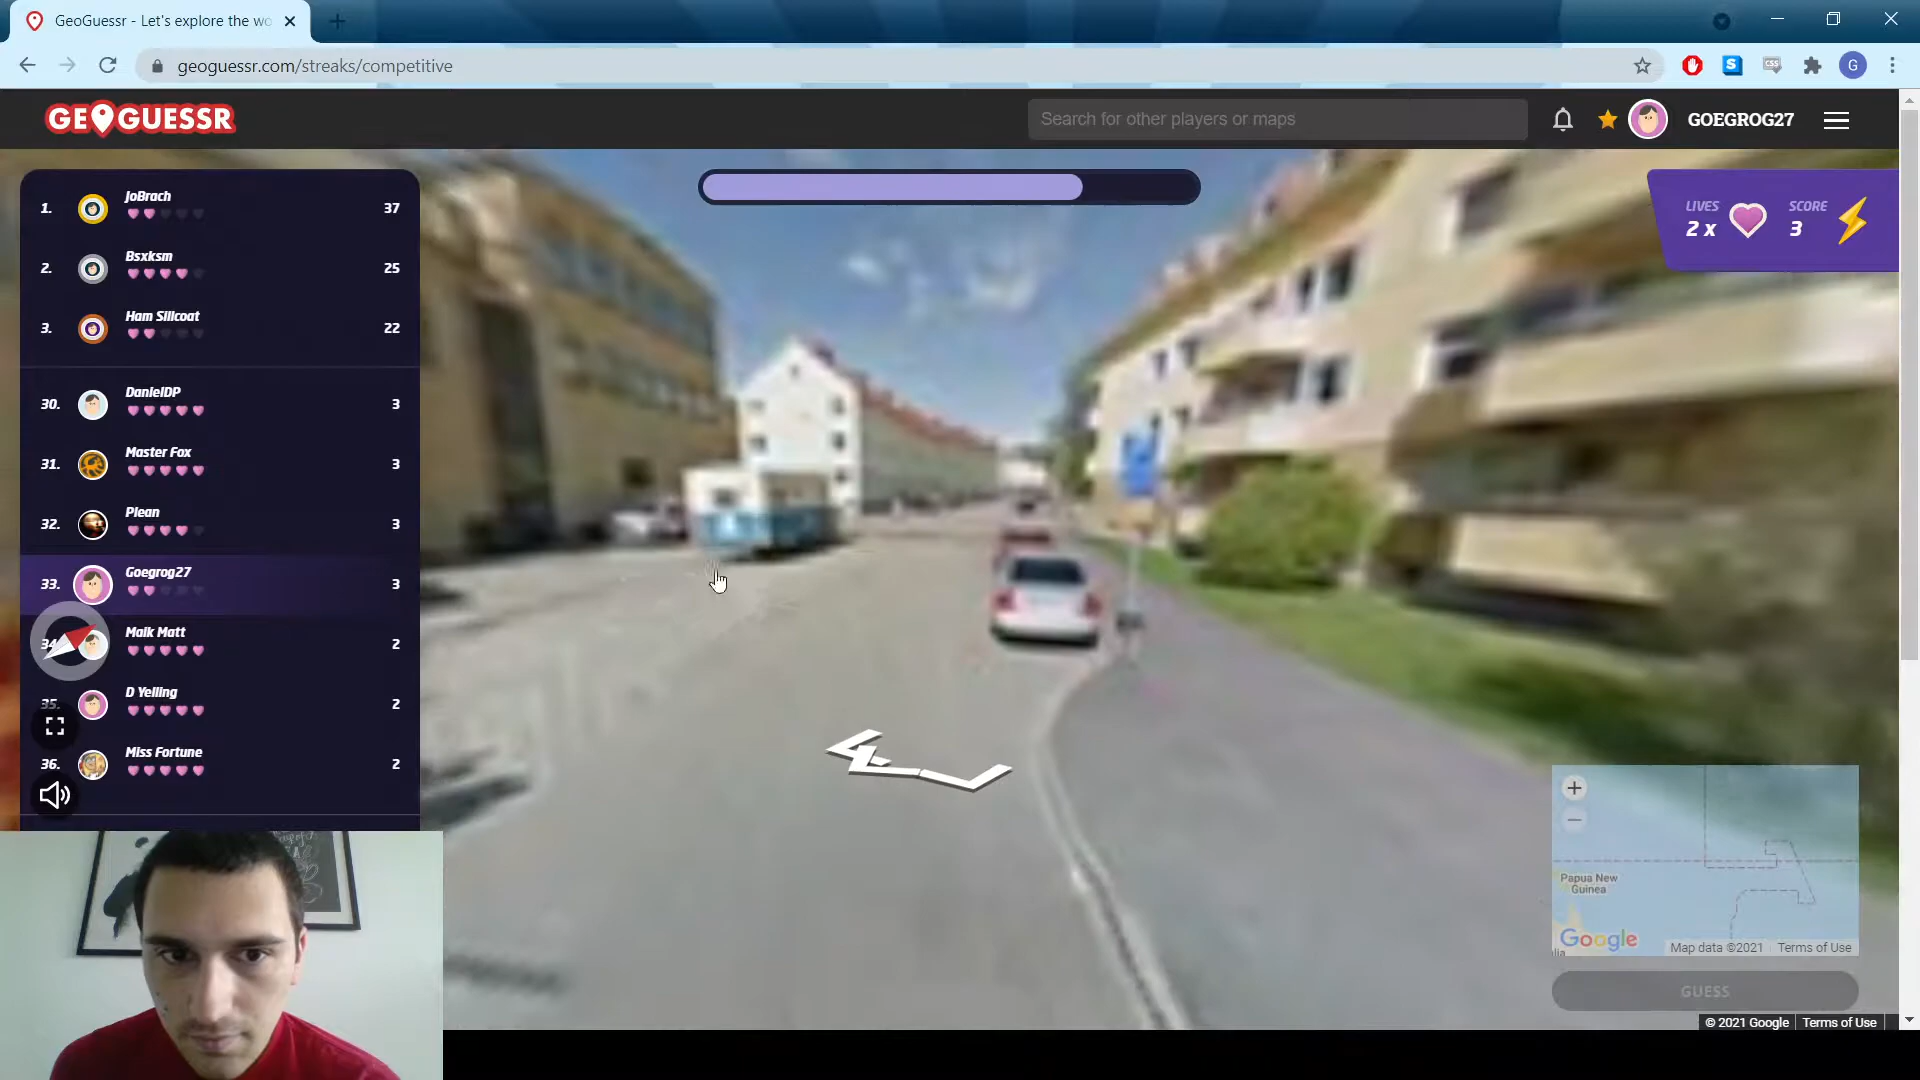 GeoGuessr - Let's explore the wo
geoguessr.com/streaks/competitive
G
GEOGUESSR
Search for other players or maps
GOEGROG27
1. JoBrach 37
2. Bsxksm 25
3. Ham Sillcoat 22
30. DanielDP 3
31. Master Fox 3
32. Plean 3
33. Goegrog27 3
34. Maik Matt 2
35. D Yelling 2
36. Miss Fortune 2
LIVES
2 x
SCORE
3
Papua New
Guinea
Google
Map data ©2021 Terms of Use
GUESS
© 2021 Google Terms of Use